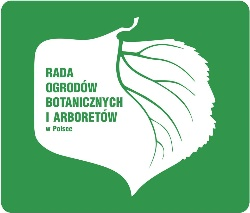 RADA
OGRODÓW
BOTANICZNYCH
I ARBORETÓW
w Polsce